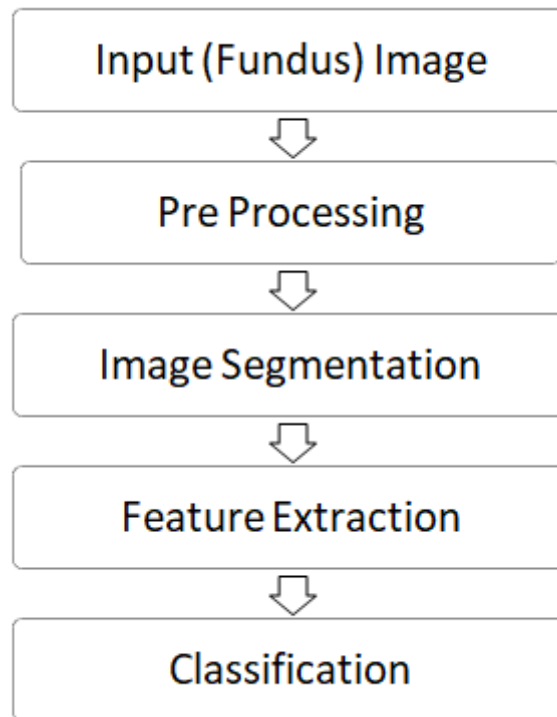 Input (Fundus) Image
Pre Processing
Image Segmentation
Feature Extraction
Classification